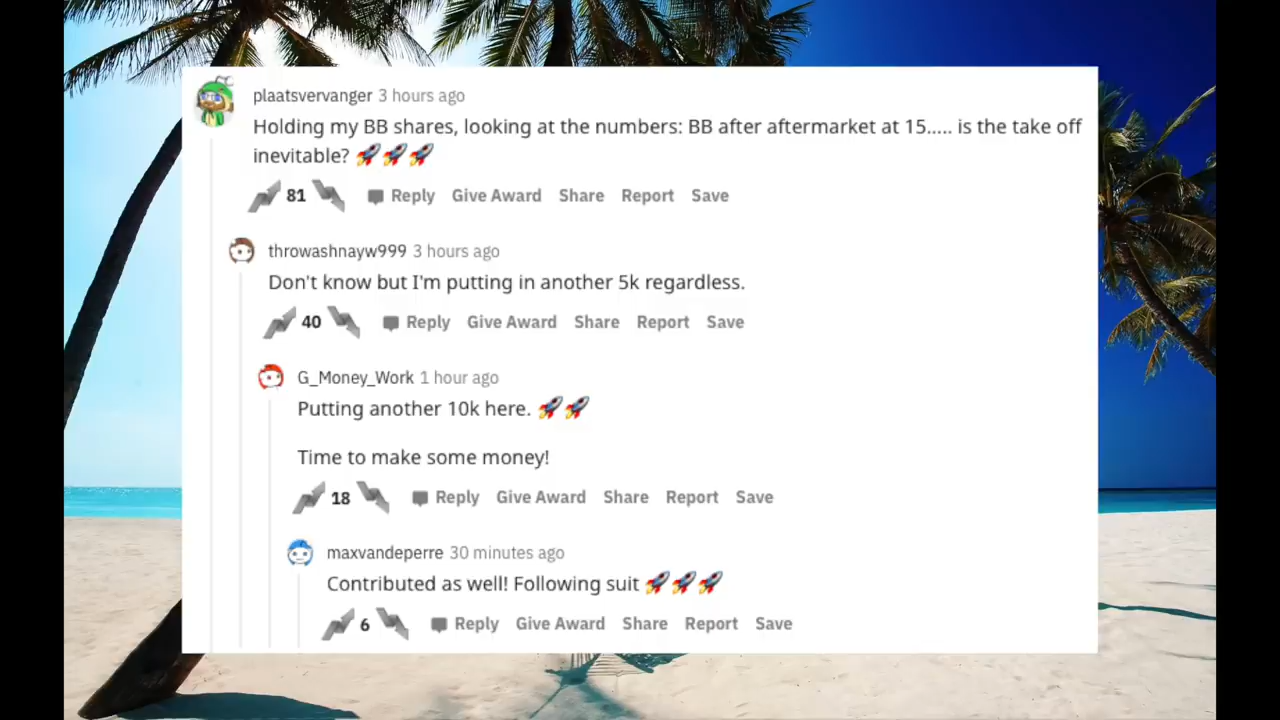 plaatsvervanger 3 hours ago
Holding my BB shares, looking at the numbers: BB after aftermarket at 15..... is the take off
inevitable? 🚀🚀🚀
81 Reply Give Award Share Report Save
throwashnayw999 3 hours ago
Don't know but I'm putting in another 5k regardless.
40 Reply Give Award Share Report Save
G_Money_Work 1 hour ago
Putting another 10k here. 🚀🚀
Time to make some money!
18 Reply Give Award Share Report Save
maxvandeperre 30 minutes ago
Contributed as well! Following suit 🚀🚀🚀
6 Reply Give Award Share Report Save